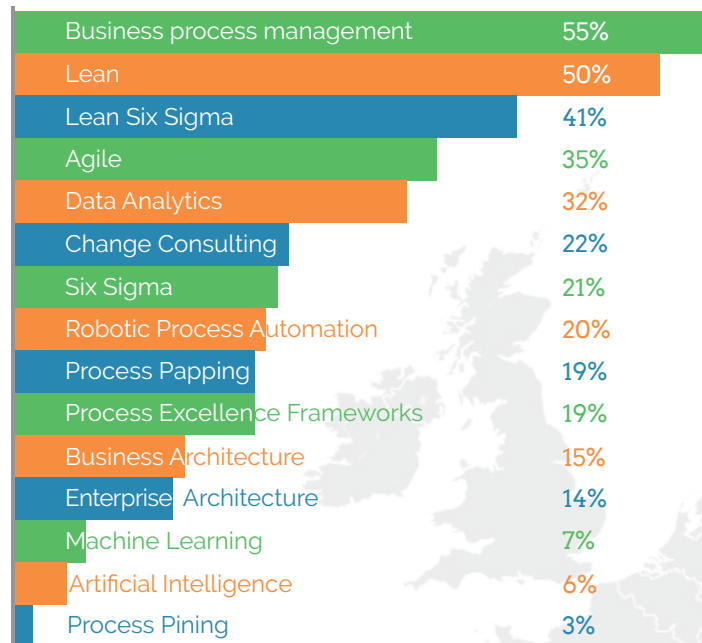 Business process management 55%
Lean 50%
Lean Six Sigma 41%
Agile 35%
Data Analytics 32%
Change Consulting 22%
Six Sigma 21%
Robotic Process Automation 20%
Process Papping 19%
Process Excellence Frameworks 19%
Business Architecture 15%
Enterprise Architecture 14%
Machine Learning 7%
Artificial Intelligence 6%
Process Pining 3%